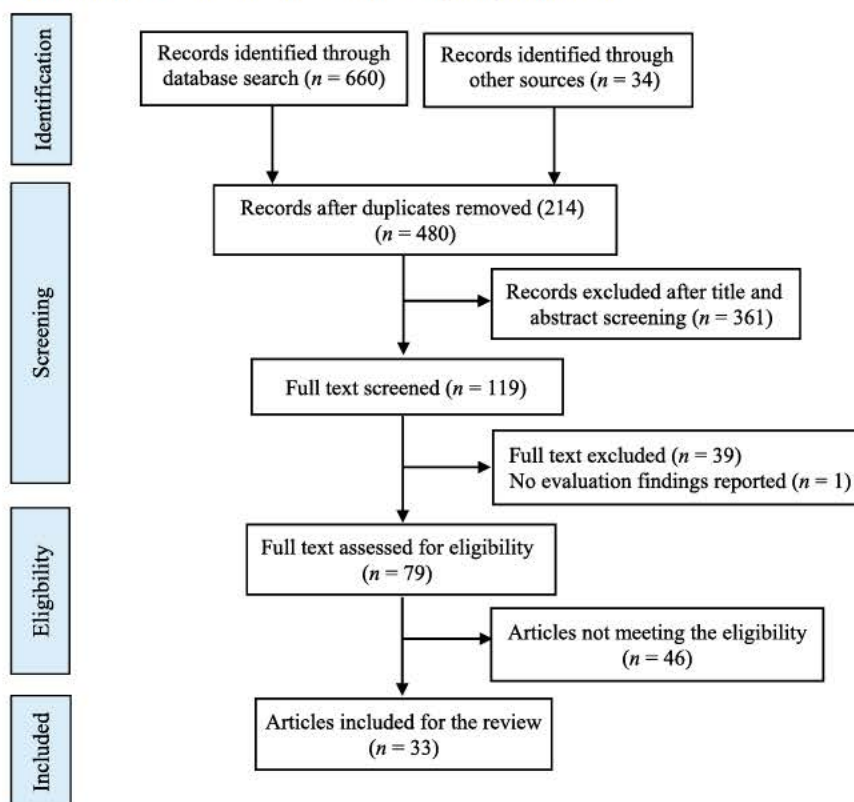 Identification
Records identified through
database search (n = 660)
Records identified through
other sources (n = 34)
Screening
Records after duplicates removed (214)
(n = 480)
Records excluded after title and
abstract screening (n = 361)
Full text screened (n = 119)
Full text excluded (n = 39)
No evaluation findings reported (n = 1)
Eligibility
Full text assessed for eligibility
(n = 79)
Articles not meeting the eligibility
(n = 46)
Included
Articles included for the review
(n = 33)